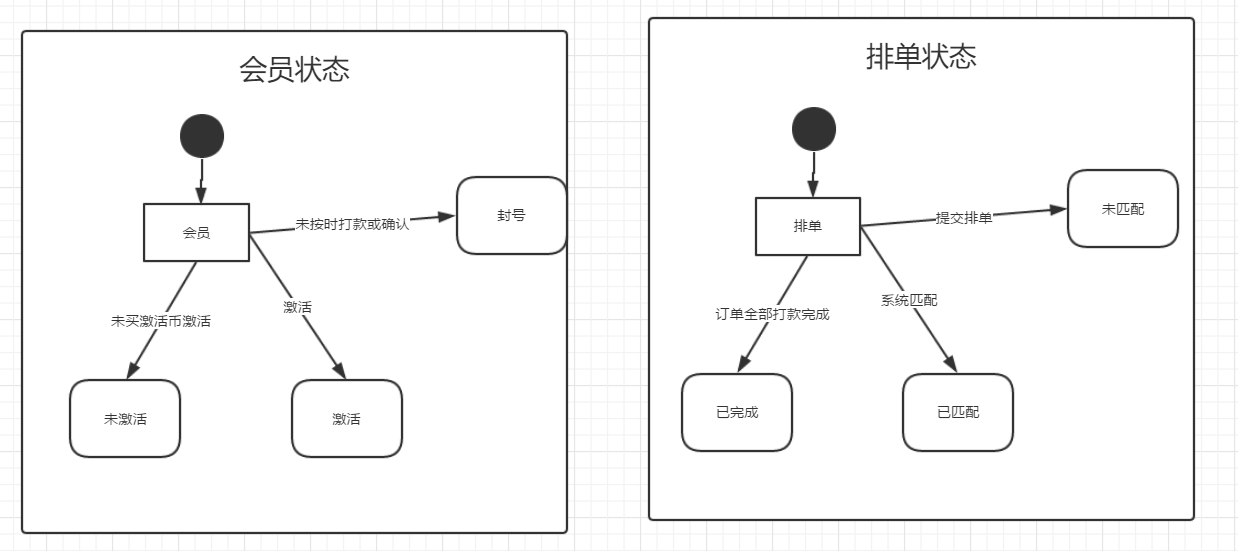 会员状态
会员
未按时打款或确认
封号
未买激活币激活
激活
未激活
激活
排单状态
排单
提交排单
未匹配
订单全部打款完成
系统匹配
已完成
已匹配